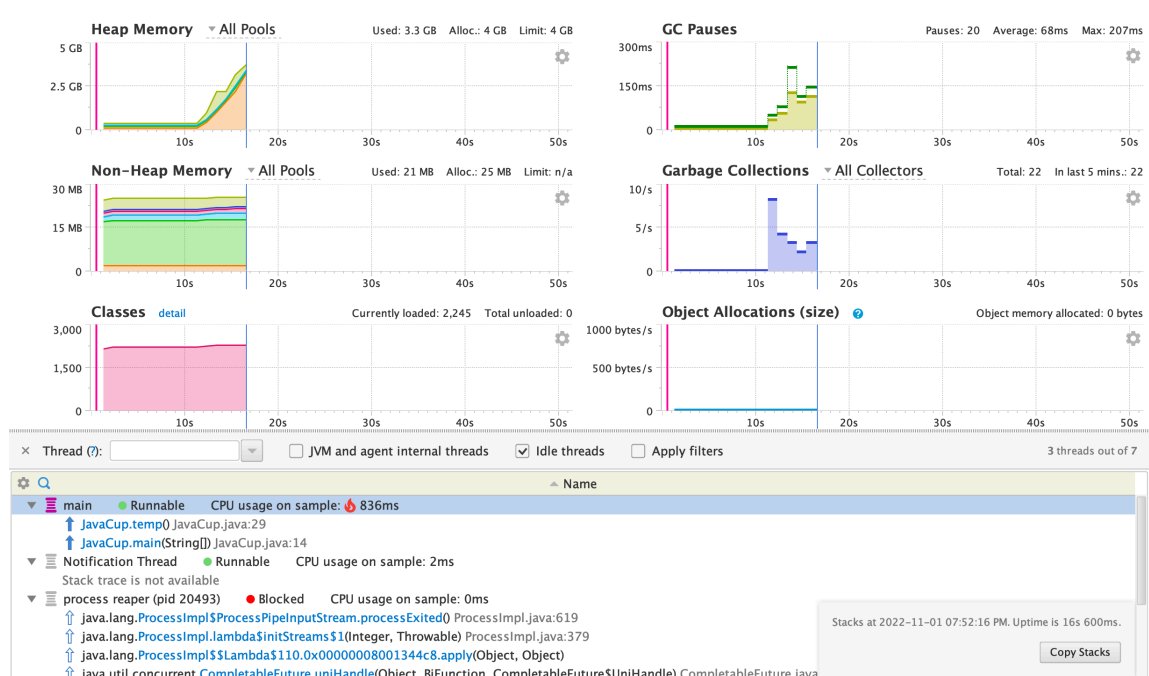 Heap Memory All Pools Used: 3.3 GB Alloc.: 4 GB Limit: 4 GB
5 GB
2.5 GB
0
10s 20s 30s 40s 50s
GC Pauses Pauses: 20 Average: 68ms Max: 207ms
300ms
150ms
0
10s 20s 30s 40s 50s
Non-Heap Memory All Pools Used: 21 MB Alloc.: 25 MB Limit: n/a
30 MB
15 MB
0
10s 20s 30s 40s 50s
Garbage Collections All Collectors Total: 22 In last 5 mins.: 22
10/s
5/s
0
10s 20s 30s 40s 50s
Classes detail Currently loaded: 2,245 Total unloaded: 0
3,000
1,500
0
10s 20s 30s 40s 50s
Object Allocations (size) ? Object memory allocated: 0 bytes
1000 bytes/s
500 bytes/s
0
10s 20s 30s 40s 50s
× Thread (?): JVM and agent internal threads Idle threads Apply filters 3 threads out of 7
Name
main Runnable CPU usage on sample: 836ms
JavaCup.temp() JavaCup.java:29
JavaCup.main(String[]) JavaCup.java:14
Notification Thread Runnable CPU usage on sample: 2ms
Stack trace is not available
process reaper (pid 20493) Blocked CPU usage on sample: 0ms
java.lang.ProcessImpl$ProcessPipeInputStream.processExited() ProcessImpl.java:619
java.lang.ProcessImpl.lambda$initStreams$1(Integer, Throwable) ProcessImpl.java:379
java.lang.ProcessImpl$$Lambda$110.0x00000008001344c8.apply(Object, Object)
java.util.concurrent.CompletableFuture.uniHandle(Object, BiFunction, CompletableFuture$UniHandle) CompletableFuture.java
Stacks at 2022-11-01 07:52:16 PM. Uptime is 16s 600ms.
Copy Stacks